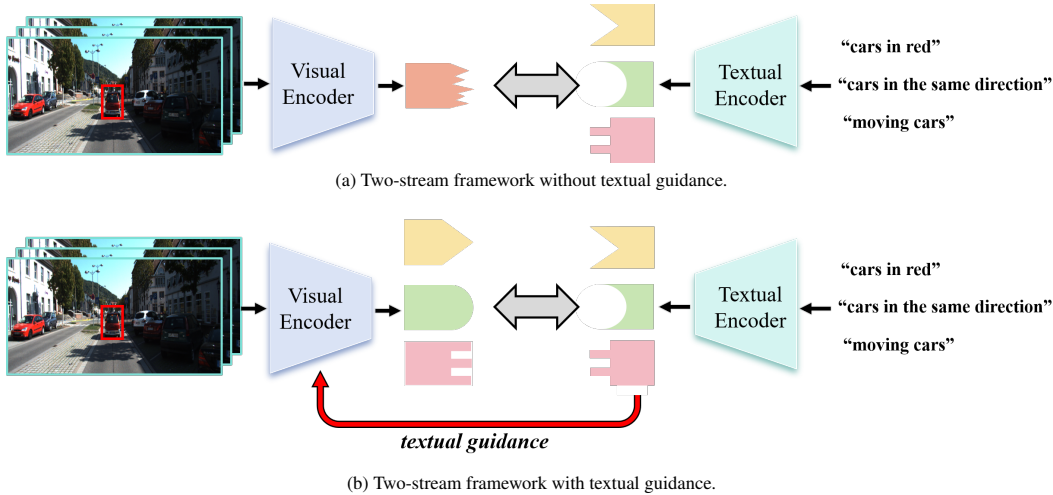 Visual
Encoder
Textual
Encoder
“cars in red”
“cars in the same direction”
“moving cars”
(a) Two-stream framework without textual guidance.
Visual
Encoder
Textual
Encoder
“cars in red”
“cars in the same direction”
“moving cars”
textual guidance
(b) Two-stream framework with textual guidance.